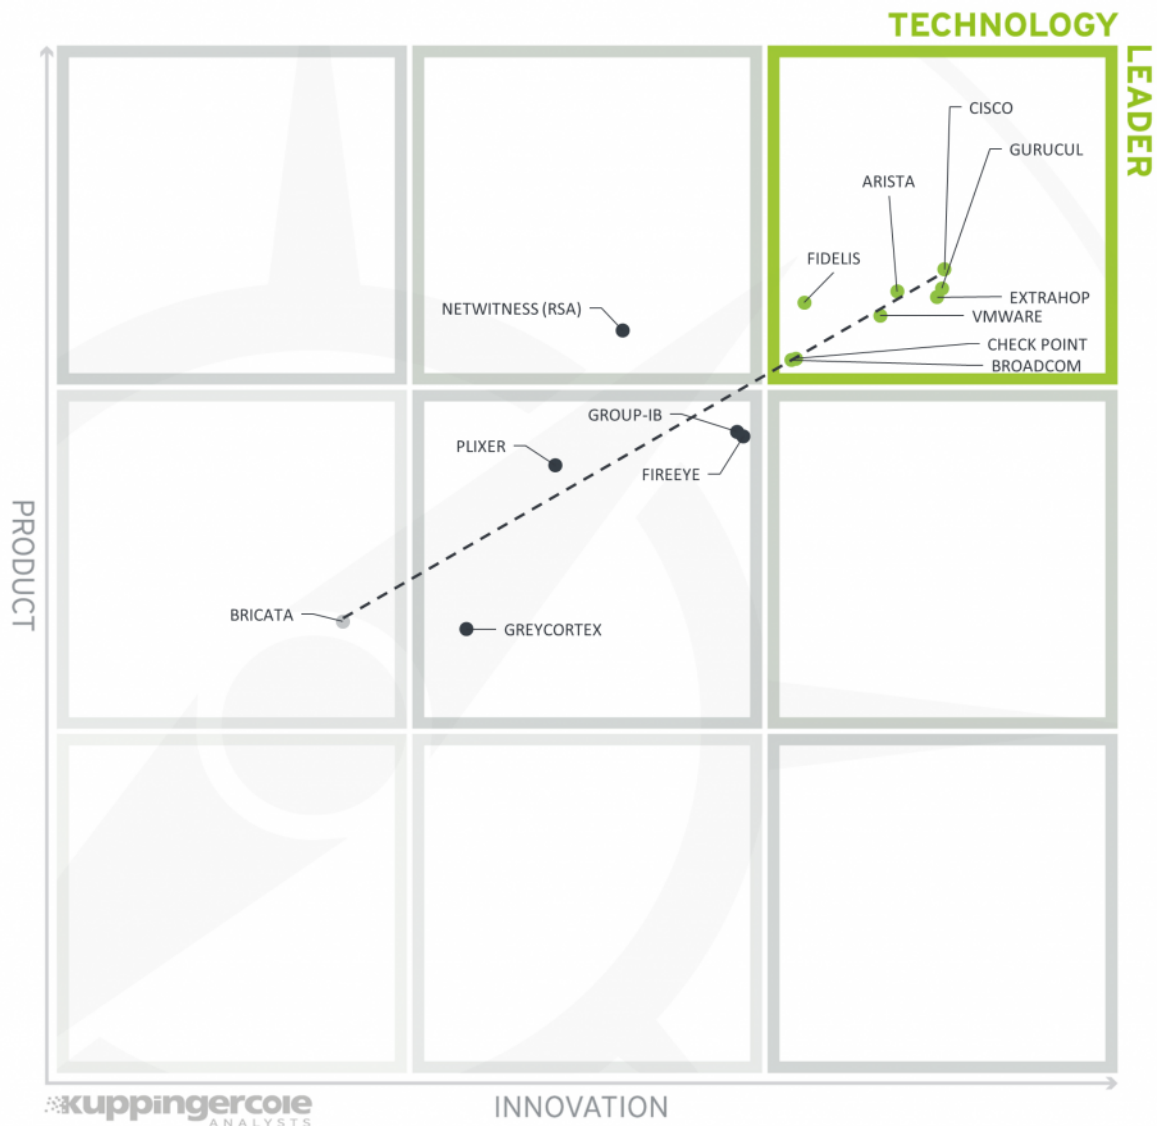 TECHNOLOGY
LEADER
CISCO
GURUCUL
ARISTA
FIDELIS
NETWITNESS (RSA)
EXTRAHOP
VMWARE
CHECK POINT
BROADCOM
GROUP-IB
PLIXER
FIREEYE
PRODUCT
BRICATA
GREYCORTEX
kuppingercole
ANALYSTS
INNOVATION